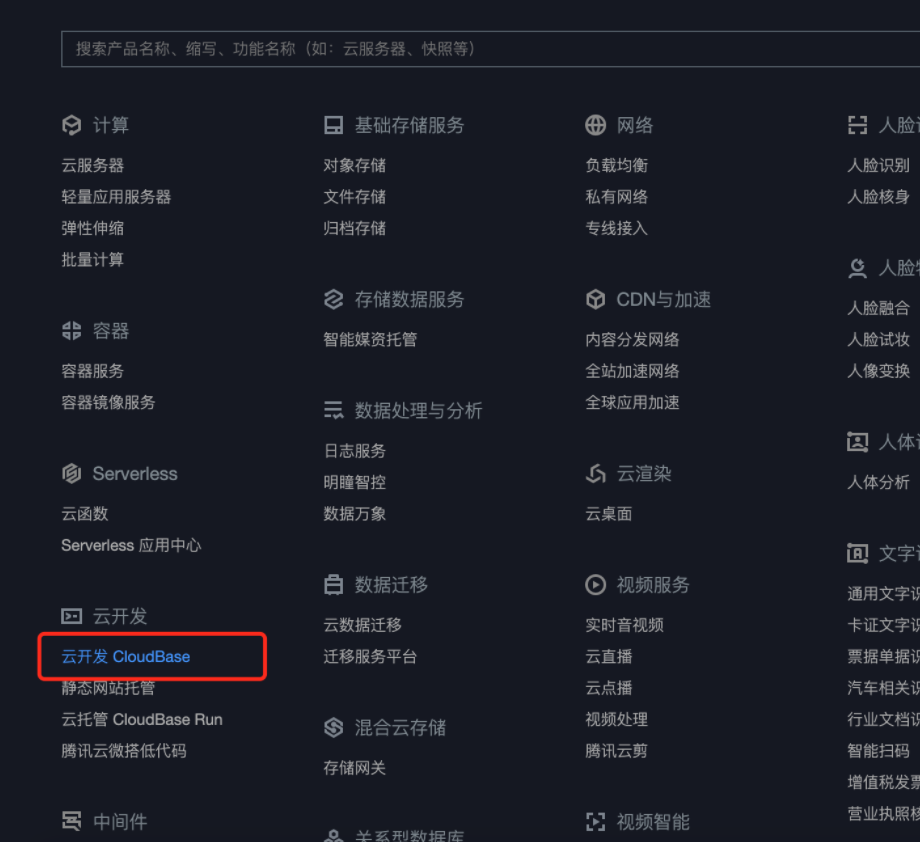 搜索产品名称、缩写、功能名称（如：云服务器、快照等）
计算
云服务器
轻量应用服务器
弹性伸缩
批量计算
容器
容器服务
容器镜像服务
Serverless
云函数
Serverless 应用中心
云开发
云开发 CloudBase
静态网站托管
云托管 CloudBase Run
腾讯云微搭低代码
中间件
基础存储服务
对象存储
文件存储
归档存储
存储数据服务
智能媒资托管
数据处理与分析
日志服务
明瞳智控
数据万象
数据迁移
云数据迁移
迁移服务平台
混合云存储
存储网关
关系型数据库
网络
负载均衡
私有网络
专线接入
CDN与加速
内容分发网络
全站加速网络
全球应用加速
云渲染
云桌面
视频服务
实时音视频
云直播
云点播
视频处理
腾讯云剪
视频智能
人脸
人脸识别
人脸核身
人脸
人脸融合
人脸试妆
人像变换
人体
人体分析
文字
通用文字识
卡证文字识
票据单据识
汽车相关识
行业文档识
智能扫码
增值税发票
营业执照核